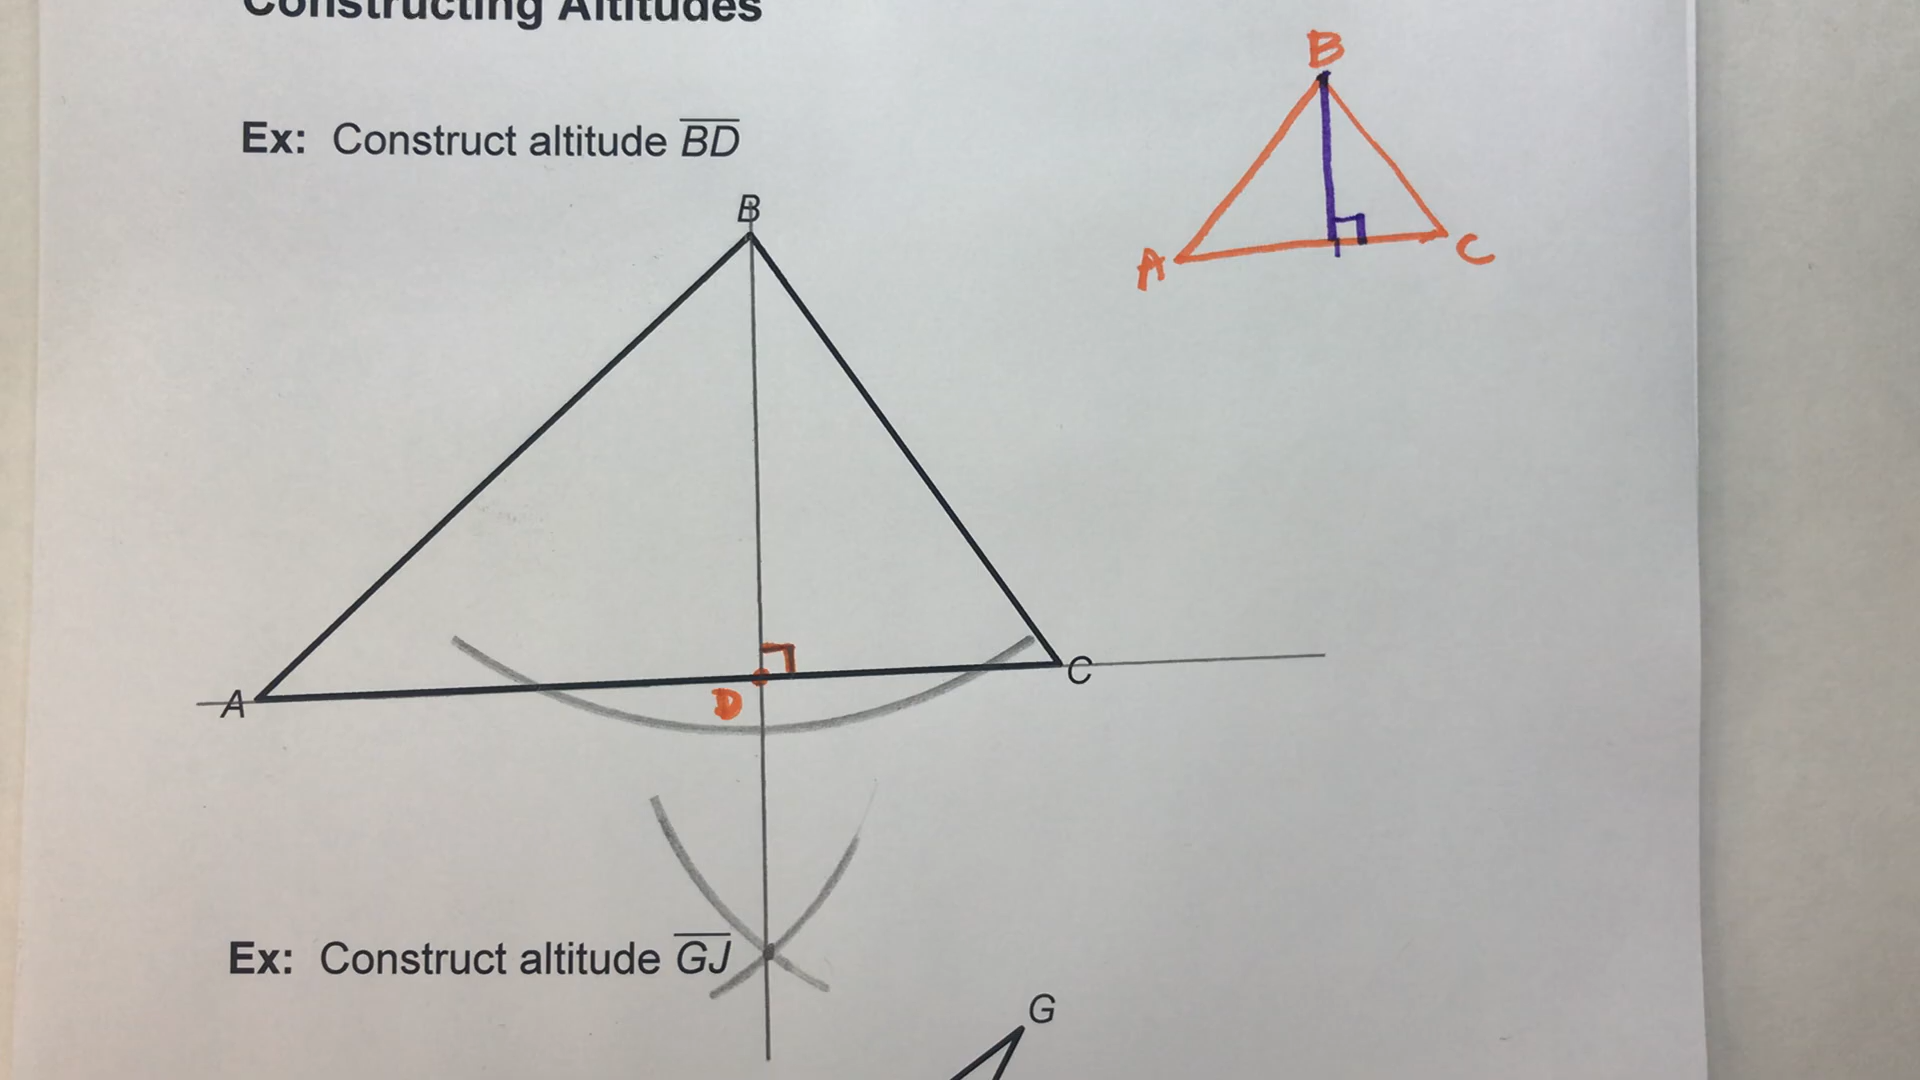 Constructing Altitudes
Ex: Construct altitude BD
B
A
C
B
A
C
D
Ex: Construct altitude GJ
G